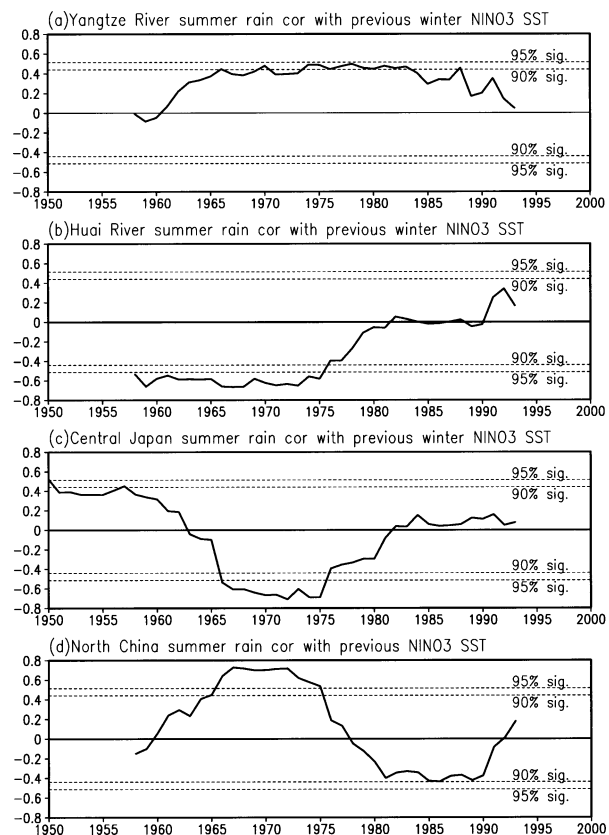 (a)Yangtze River summer rain cor with previous winter NINO3 SST
0.8
0.6
0.4
0.2
0
−0.2
−0.4
−0.6
−0.8
95% sig.
90% sig.
90% sig.
95% sig.
1950 1955 1960 1965 1970 1975 1980 1985 1990 1995 2000
(b)Huai River summer rain cor with previous winter NINO3 SST
0.8
0.6
0.4
0.2
0
−0.2
−0.4
−0.6
−0.8
95% sig.
90% sig.
90% sig.
95% sig.
1950 1955 1960 1965 1970 1975 1980 1985 1990 1995 2000
(c)Central Japan summer rain cor with previous winter NINO3 SST
0.8
0.6
0.4
0.2
0
−0.2
−0.4
−0.6
−0.8
95% sig.
90% sig.
90% sig.
95% sig.
1950 1955 1960 1965 1970 1975 1980 1985 1990 1995 2000
(d)North China summer rain cor with previous NINO3 SST
0.8
0.6
0.4
0.2
0
−0.2
−0.4
−0.6
−0.8
95% sig.
90% sig.
90% sig.
95% sig.
1950 1955 1960 1965 1970 1975 1980 1985 1990 1995 2000